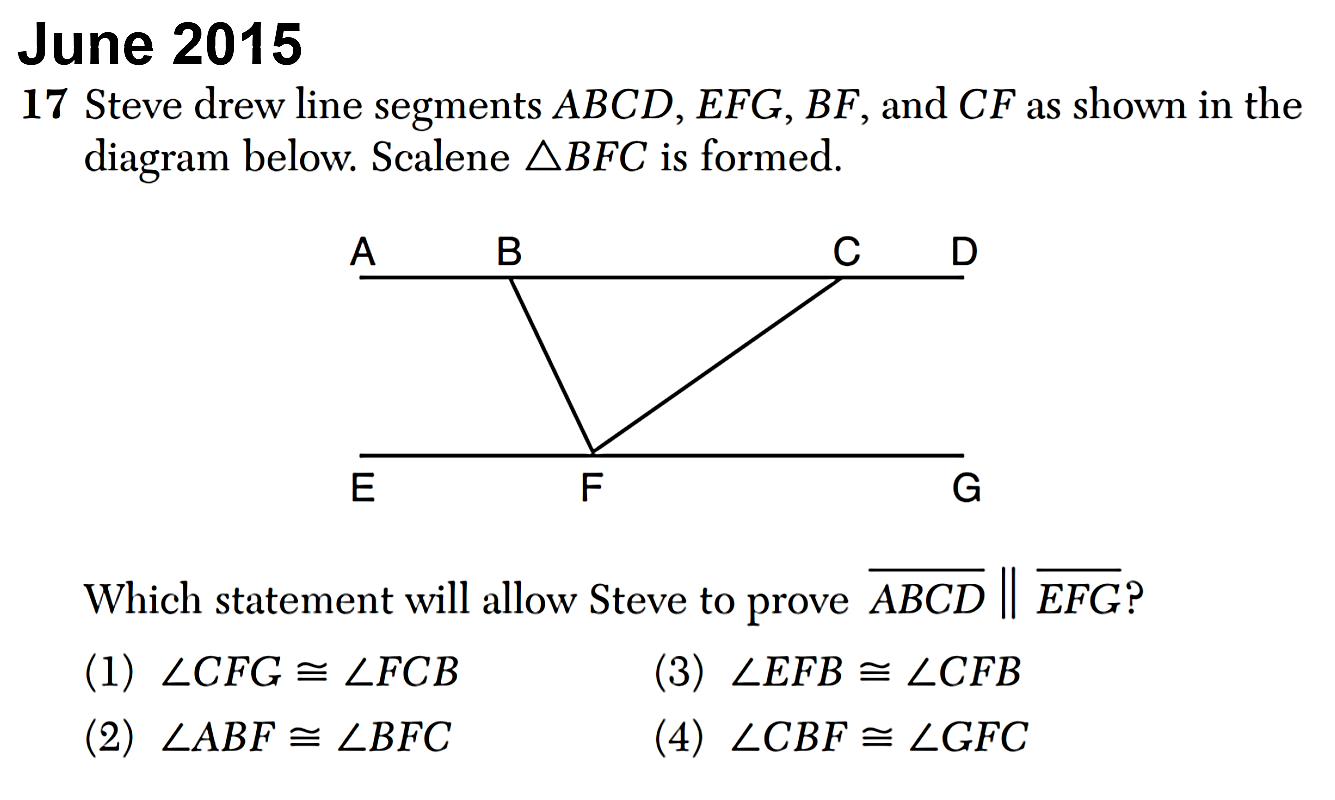 June 2015
17 Steve drew line segments ABCD, EFG, BF, and CF as shown in the
diagram below. Scalene △BFC is formed.
A B C D
E F G
Which statement will allow Steve to prove ABCD || EFG?
(1) ∠CFG ≅ ∠FCB (3) ∠EFB ≅ ∠CFB
(2) ∠ABF ≅ ∠BFC (4) ∠CBF ≅ ∠GFC